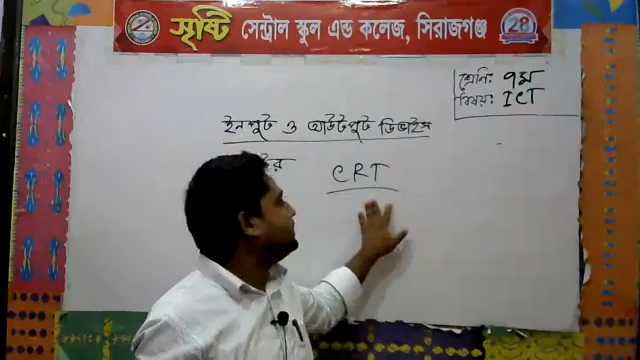 সৃষ্টি সেন্ট্রাল স্কুল এন্ড কলেজ, সিরাজগঞ্জ
28
শ্রেণি: ৭ম
বিষয়: ICT
ইনপুট ও আউটপুট ডিভাইস
CRT